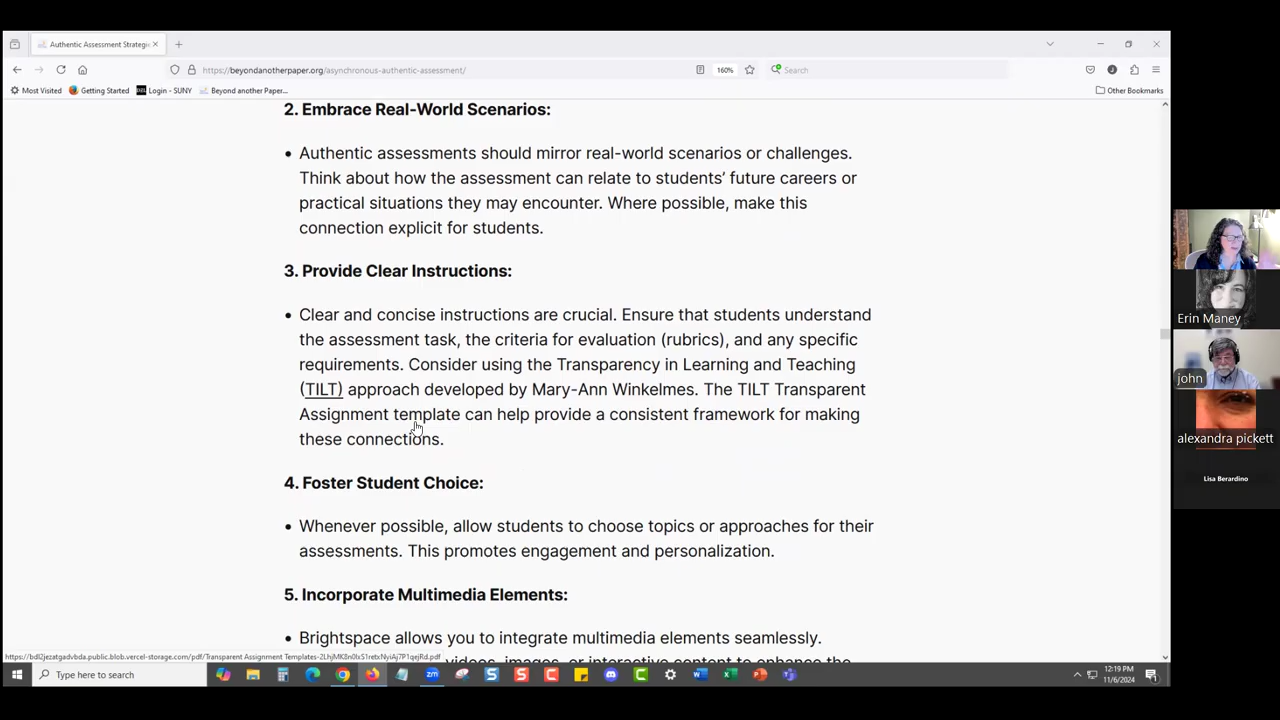 Authentic Assessment Strategie
https://beyondanotherpaper.org/asynchronous-authentic-assessment/
160%
Search
Most Visited
Getting Started
Login - SUNY
Beyond another Paper...
Other Bookmarks
2. Embrace Real-World Scenarios:
• Authentic assessments should mirror real-world scenarios or challenges.
Think about how the assessment can relate to students' future careers or
practical situations they may encounter. Where possible, make this
connection explicit for students.
3. Provide Clear Instructions:
• Clear and concise instructions are crucial. Ensure that students understand
the assessment task, the criteria for evaluation (rubrics), and any specific
requirements. Consider using the Transparency in Learning and Teaching
(TILT) approach developed by Mary-Ann Winkelmes. The TILT Transparent
Assignment template can help provide a consistent framework for making
these connections.
4. Foster Student Choice:
• Whenever possible, allow students to choose topics or approaches for their
assessments. This promotes engagement and personalization.
5. Incorporate Multimedia Elements:
• Brightspace allows you to integrate multimedia elements seamlessly.
videos, images, or interactive content to enhance the
Erin Maney
john
alexandra pickett
Lisa Berardino
Type here to search
12:19 PM
11/6/2024